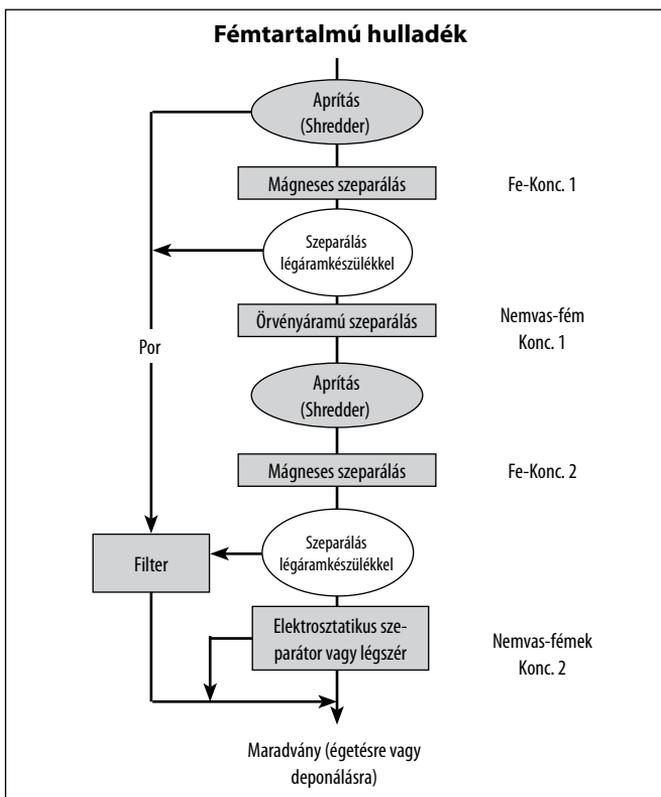 Fémtartalmú hulladék
Aprítás
(Shredder)
Mágneses szeparálás
Fe-Konc. 1
Szeparálás
légáramkészülékkel
Örvényáramú szeparálás
Nemvas-fém
Konc. 1
Por
Aprítás
(Shredder)
Mágneses szeparálás
Fe-Konc. 2
Szeparálás
légáramkészülékkel
Filter
Elektrosztatikus sze-
parátor vagy légszér
Nemvas-fémek
Konc. 2
Maradvány (égetésre vagy
deponálásra)